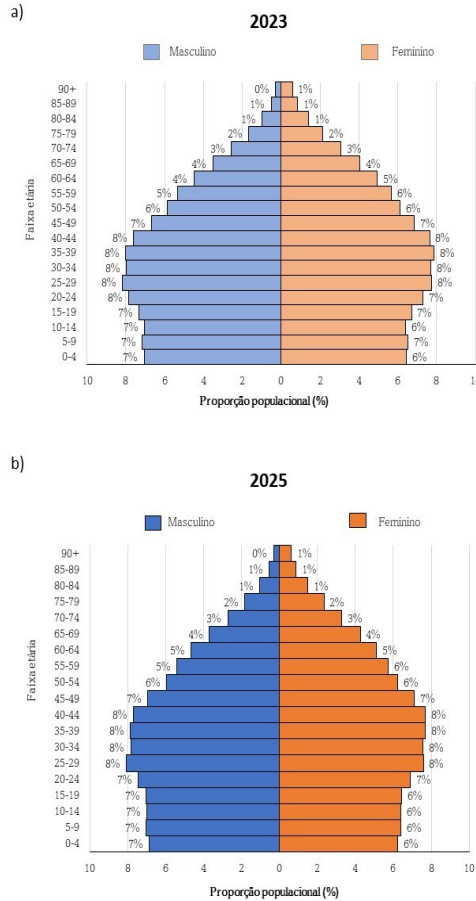 a)
2023
Masculino Feminino
Faixa etária
90+ 0% 1%
85-89 1% 1%
80-84 1% 1%
75-79 2% 2%
70-74 3% 3%
65-69 4% 4%
60-64 4% 5%
55-59 5% 6%
50-54 6% 6%
45-49 7% 7%
40-44 8% 8%
35-39 8% 8%
30-34 8% 8%
25-29 8% 8%
20-24 8% 7%
15-19 7% 7%
10-14 7% 6%
5-9 7% 7%
0-4 7% 6%
10 8 6 4 2 0 2 4 6 8 10
Proporção populacional (%)
b)
2025
Masculino Feminino
Faixa etária
90+ 0% 1%
85-89 1% 1%
80-84 1% 1%
75-79 2% 2%
70-74 3% 3%
65-69 4% 4%
60-64 5% 5%
55-59 5% 6%
50-54 6% 6%
45-49 7% 7%
40-44 8% 8%
35-39 8% 8%
30-34 8% 8%
25-29 8% 8%
20-24 7% 7%
15-19 7% 6%
10-14 7% 6%
5-9 7% 6%
0-4 7% 6%
10 8 6 4 2 0 2 4 6 8 10
Proporção populacional (%)